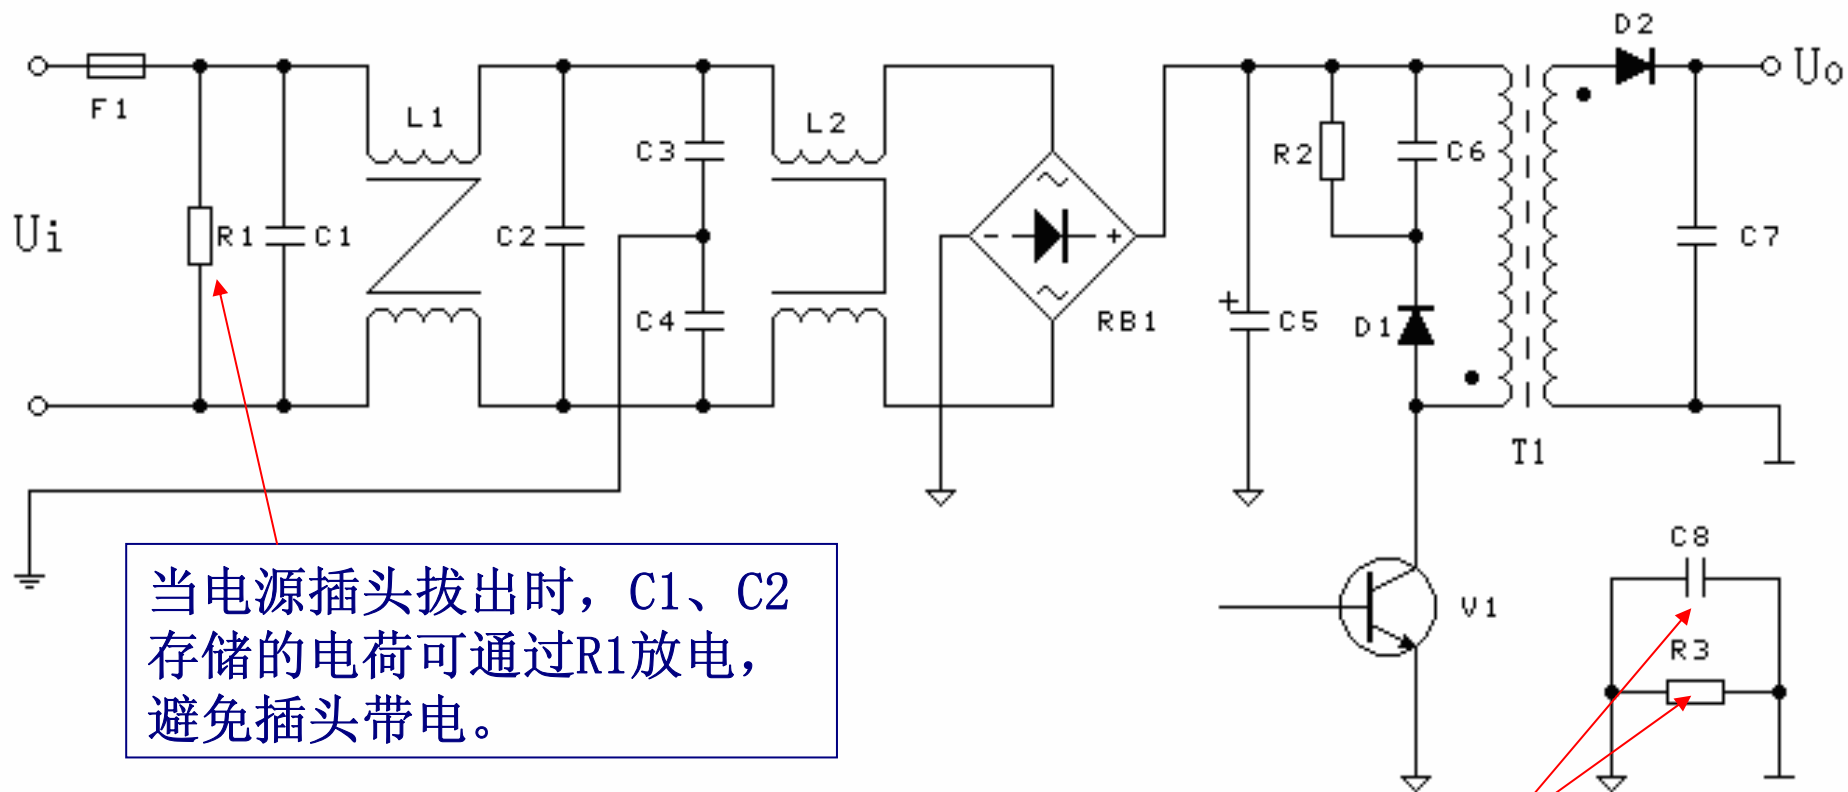 D2
Uo
F1
L1
L2
C3
R2
C6
Ui
R1
C1
C2
- +
C7
C4
RB1
+
C5
D1
T1
C8
当电源插头拔出时，C1、C2
存储的电荷可通过R1放电，
避免插头带电。
V1
R3